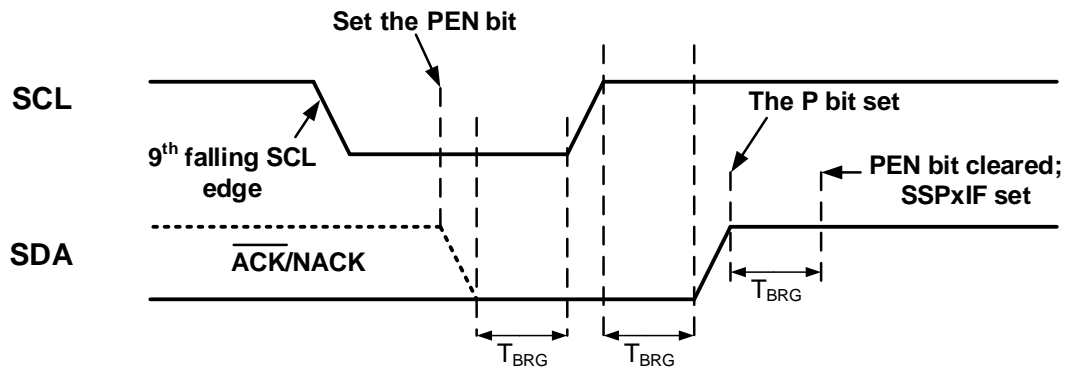 Set the PEN bit
SCL
The P bit set
9th falling SCL
edge
PEN bit cleared;
SSPxIF set
SDA
ACK/NACK
TBRG
TBRG
TBRG